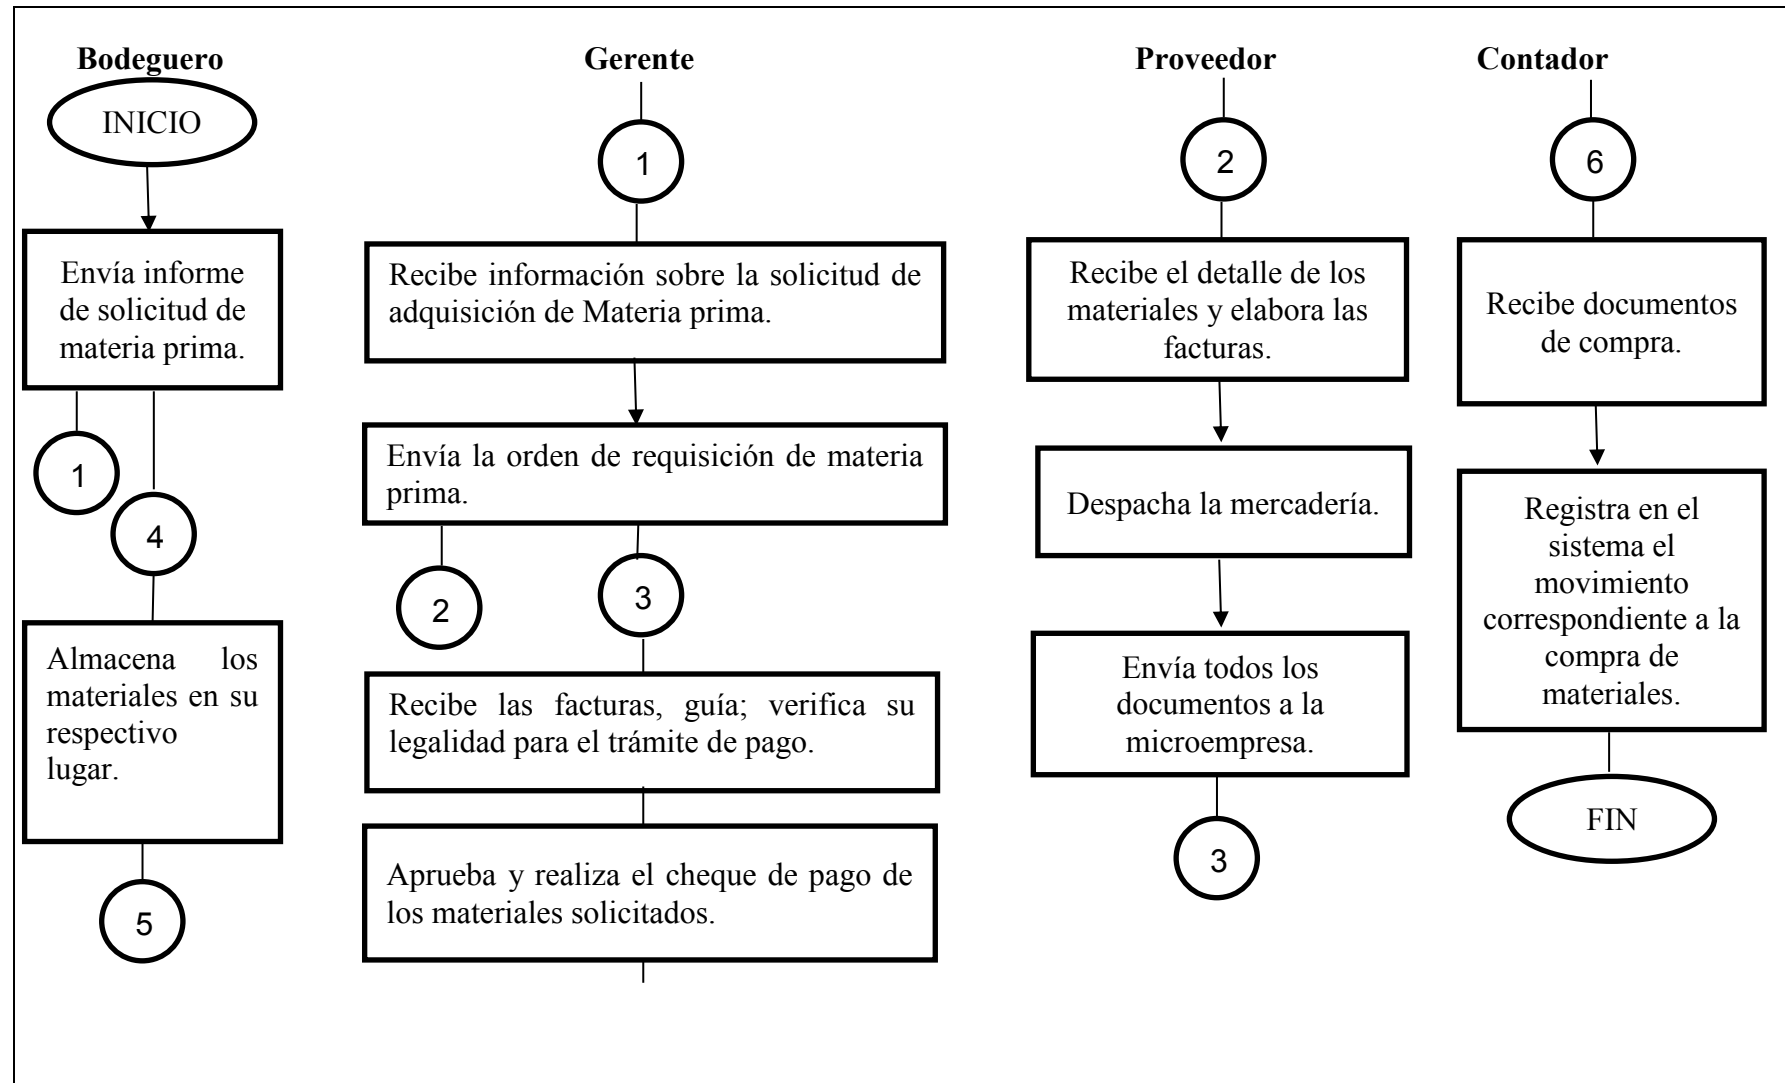 Bodeguero
INICIO
Envía informe
de solicitud de
materia prima.
1
4
Almacena los
materiales en su
respectivo
lugar.
5
Gerente
1
Recibe información sobre la solicitud de
adquisición de Materia prima.
Envía la orden de requisición de materia
prima.
2
3
Recibe las facturas, guía; verifica su
legalidad para el trámite de pago.
Aprueba y realiza el cheque de pago de
los materiales solicitados.
Proveedor
2
Recibe el detalle de los
materiales y elabora las
facturas.
Despacha la mercadería.
Envía todos los
documentos a la
microempresa.
3
Contador
6
Recibe documentos
de compra.
Registra en el
sistema el
movimiento
correspondiente a la
compra de
materiales.
FIN